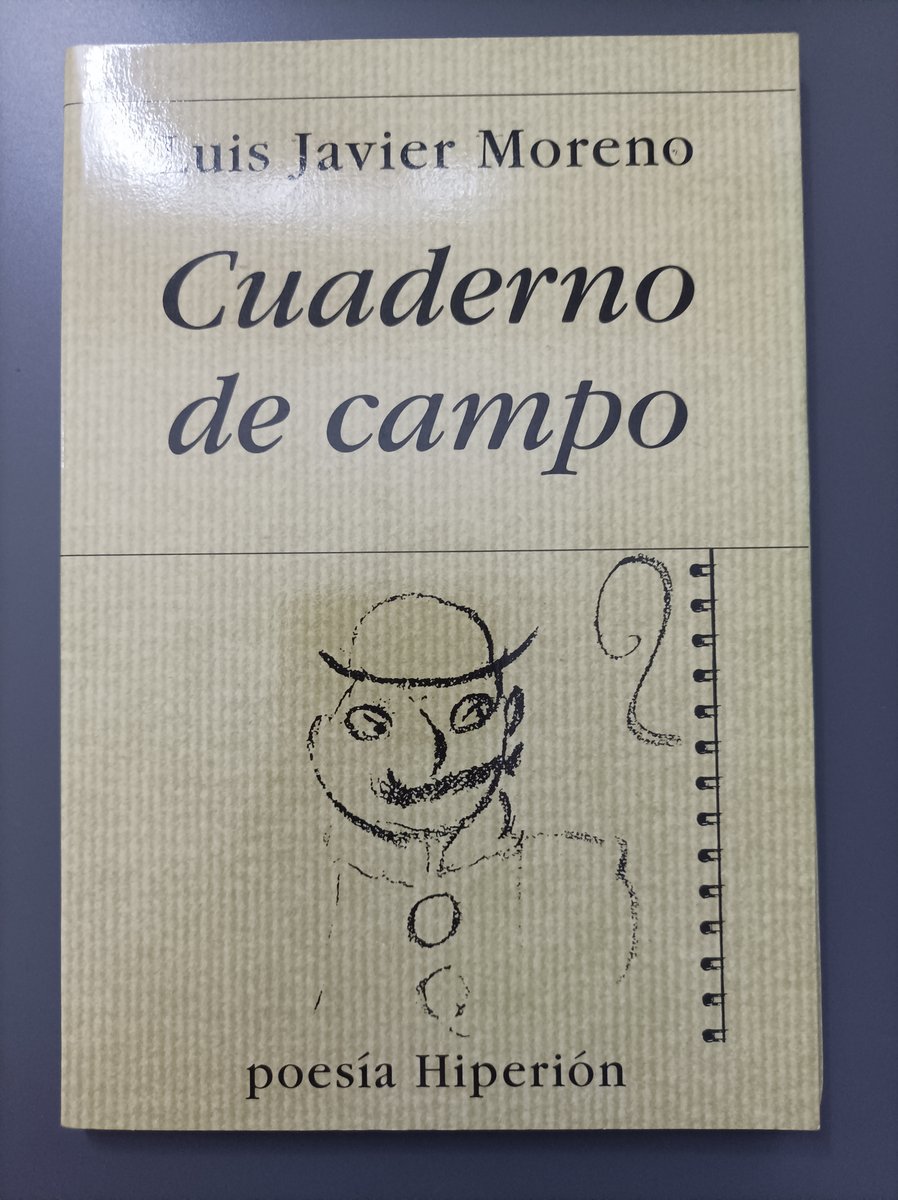 Luis Javier Moreno
Cuaderno
de campo
poesía Hiperión